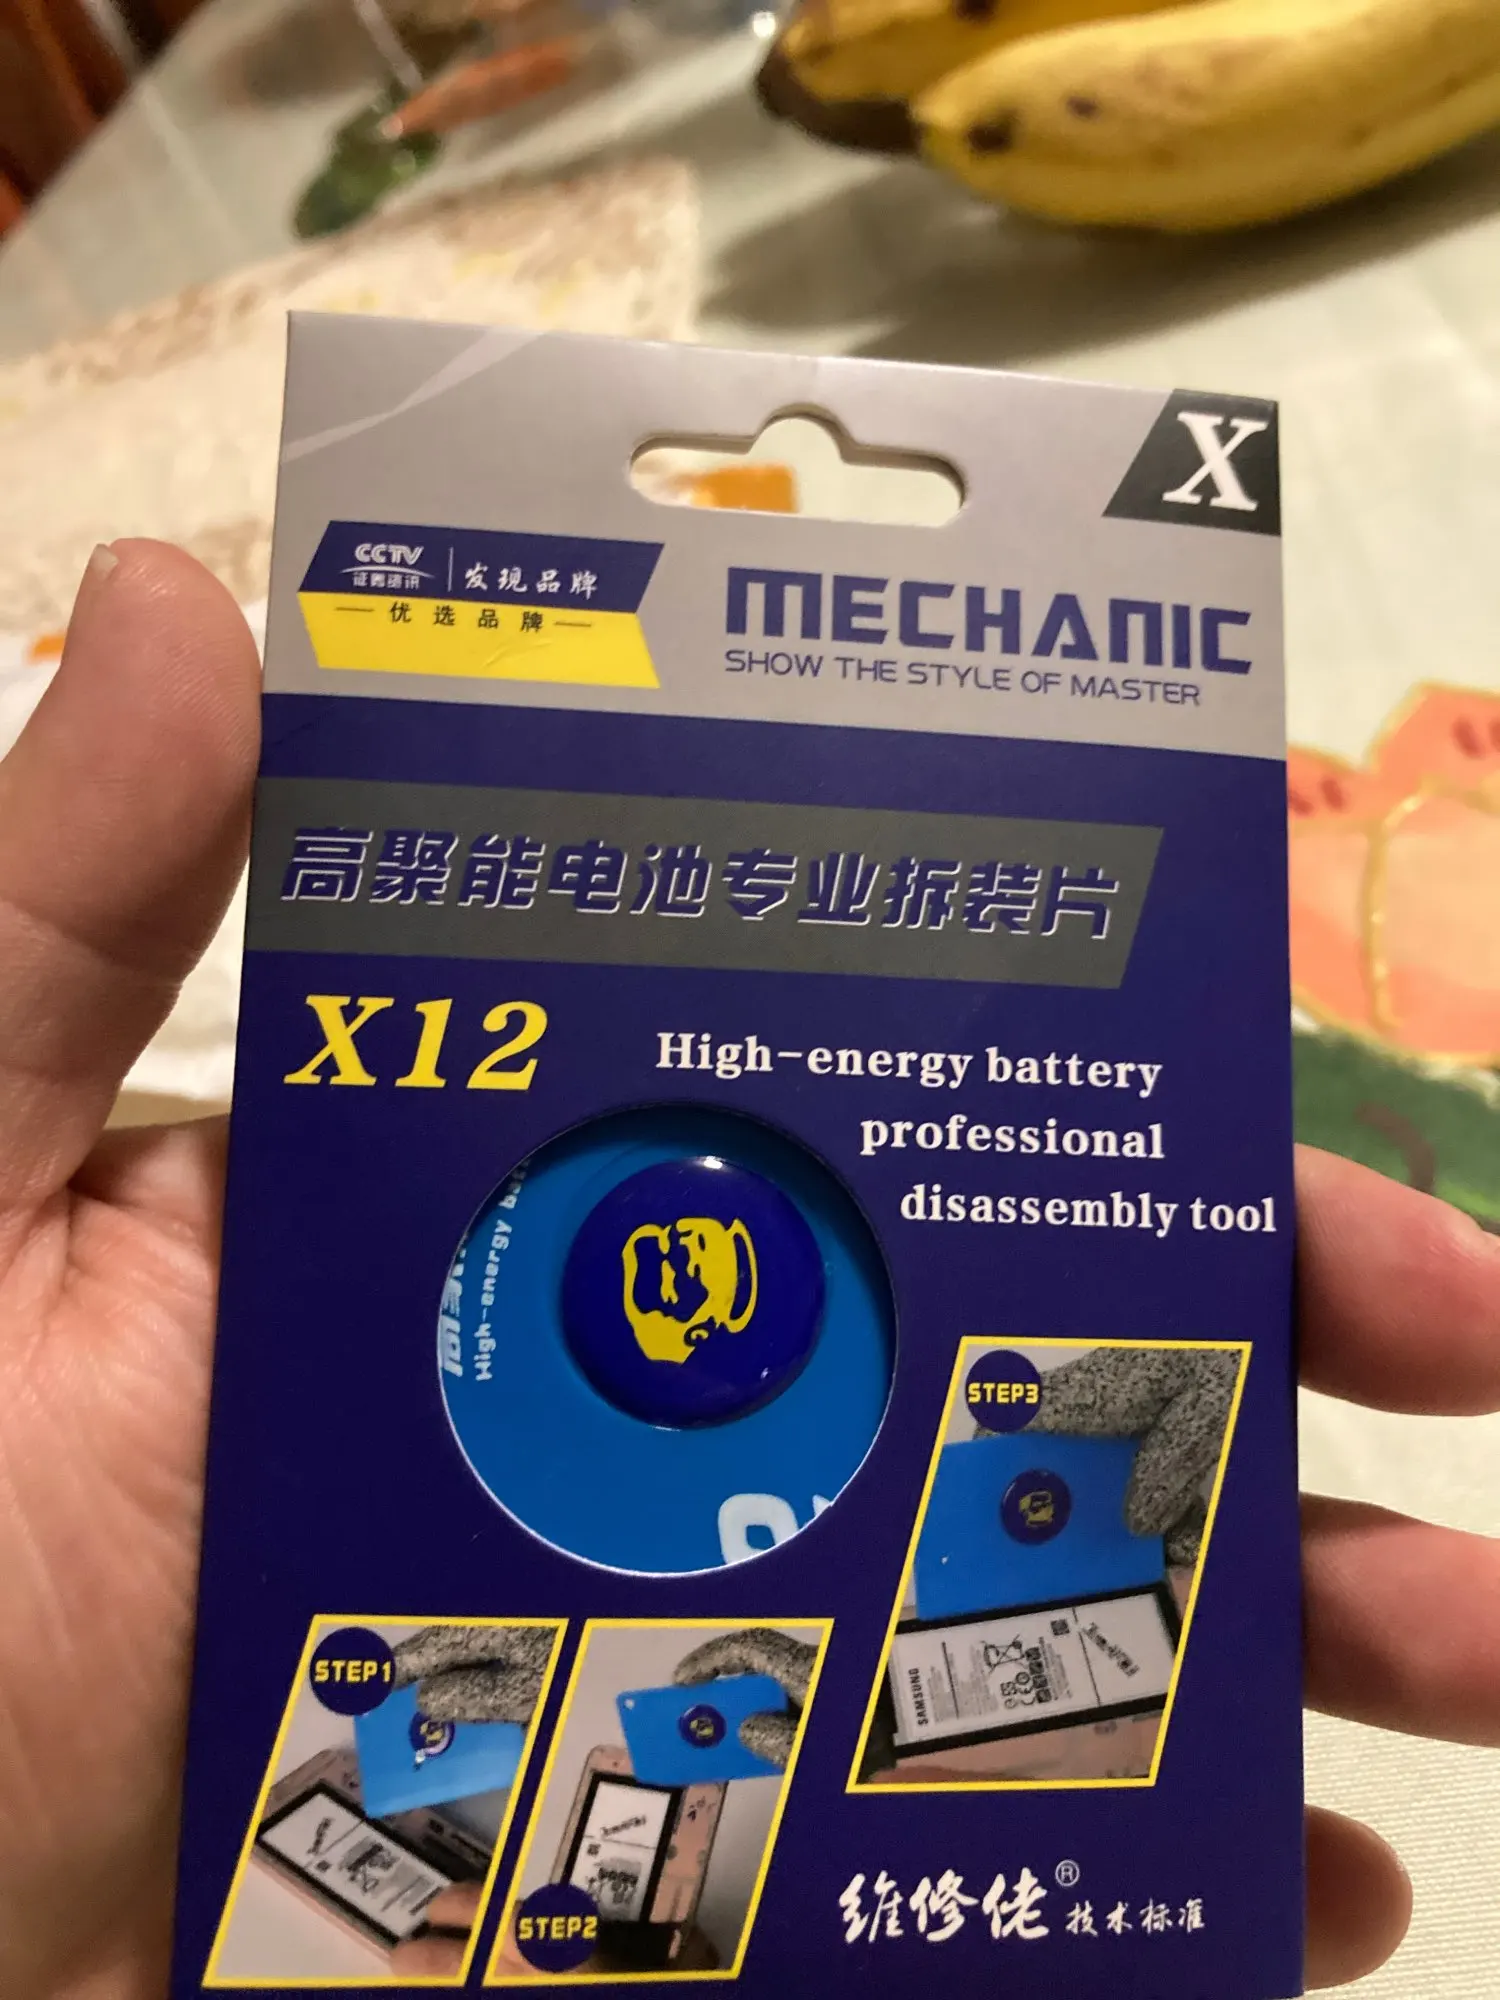 X
CCTV
证券资讯
发现品牌
优选品牌
MECHANIC
SHOW THE STYLE OF MASTER
高聚能电池专业拆装片
X12
High-energy battery
professional
disassembly tool
High-energy
STEP3
SAMSUNG
STEP1
STEP2
维修佬®技术标准